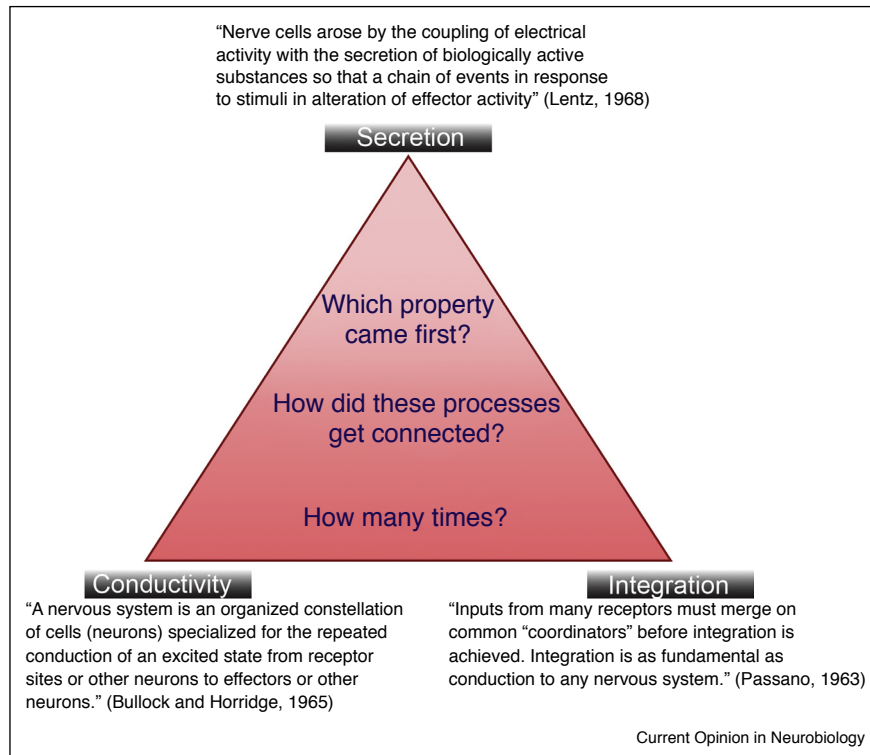 “Nerve cells arose by the coupling of electrical
activity with the secretion of biologically active
substances so that a chain of events in response
to stimuli in alteration of effector activity” (Lentz, 1968)
Secretion
Which property
came first?
How did these processes
get connected?
How many times?
Conductivity
“A nervous system is an organized constellation
of cells (neurons) specialized for the repeated
conduction of an excited state from receptor
sites or other neurons to effectors or other
neurons.” (Bullock and Horridge, 1965)
Integration
“Inputs from many receptors must merge on
common “coordinators” before integration is
achieved. Integration is as fundamental as
conduction to any nervous system.” (Passano, 1963)
Current Opinion in Neurobiology